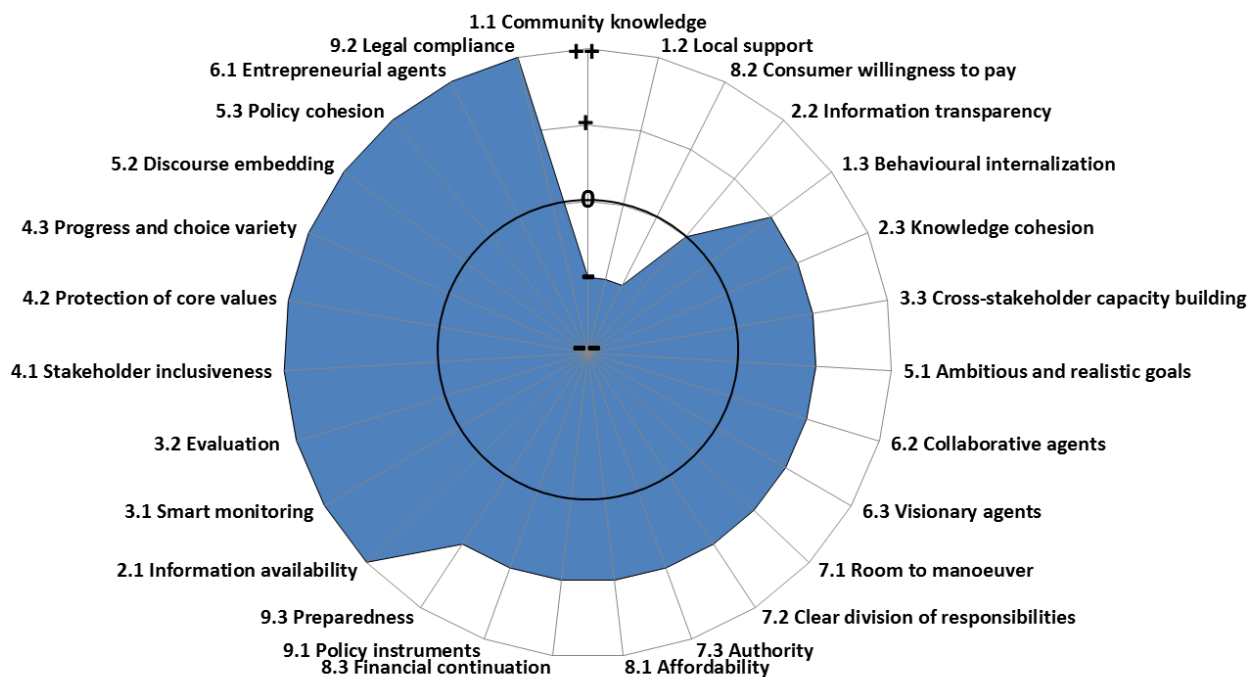 1.1 Community knowledge
9.2 Legal compliance
1.2 Local support
++
6.1 Entrepreneurial agents
8.2 Consumer willingness to pay
5.3 Policy cohesion
2.2 Information transparency
+
5.2 Discourse embedding
1.3 Behavioural internalization
0
4.3 Progress and choice variety
2.3 Knowledge cohesion
-
4.2 Protection of core values
3.3 Cross-stakeholder capacity building
--
4.1 Stakeholder inclusiveness
5.1 Ambitious and realistic goals
3.2 Evaluation
6.2 Collaborative agents
3.1 Smart monitoring
6.3 Visionary agents
2.1 Information availability
7.1 Room to manoeuver
9.3 Preparedness
7.2 Clear division of responsibilities
9.1 Policy instruments
7.3 Authority
8.3 Financial continuation
8.1 Affordability